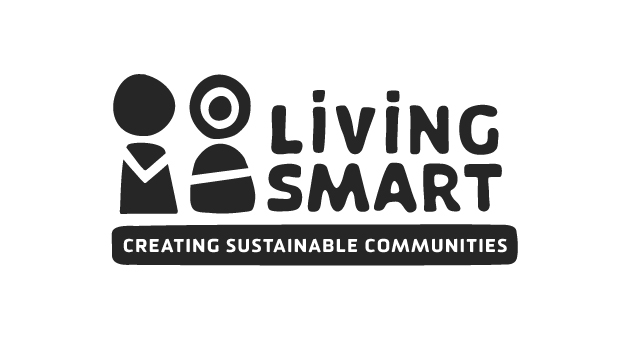 LiViNG
SMART
CREATING SUSTAINABLE COMMUNITIES